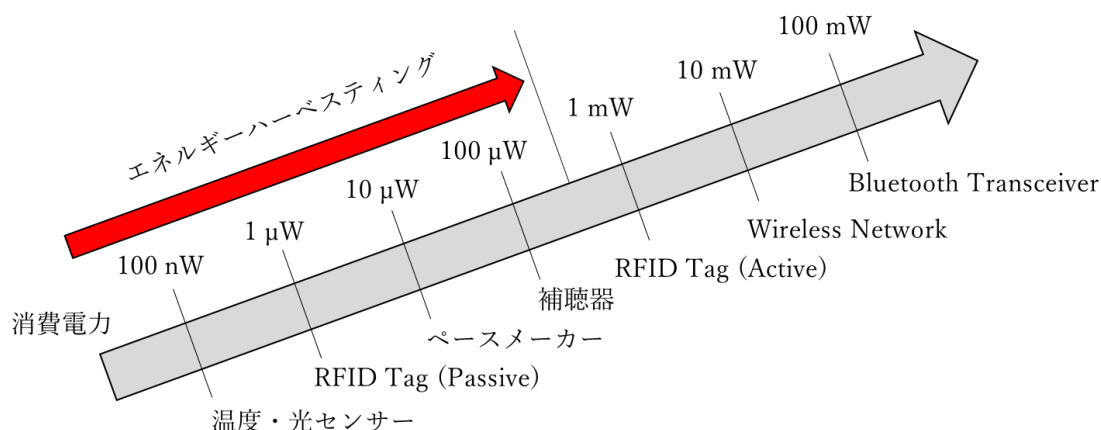 エネルギーハーベスティング
消費電力
100 nW
1 μW
10 μW
100 μW
1 mW
10 mW
100 mW
温度・光センサー
RFID Tag (Passive)
ペースメーカー
補聴器
RFID Tag (Active)
Wireless Network
Bluetooth Transceiver